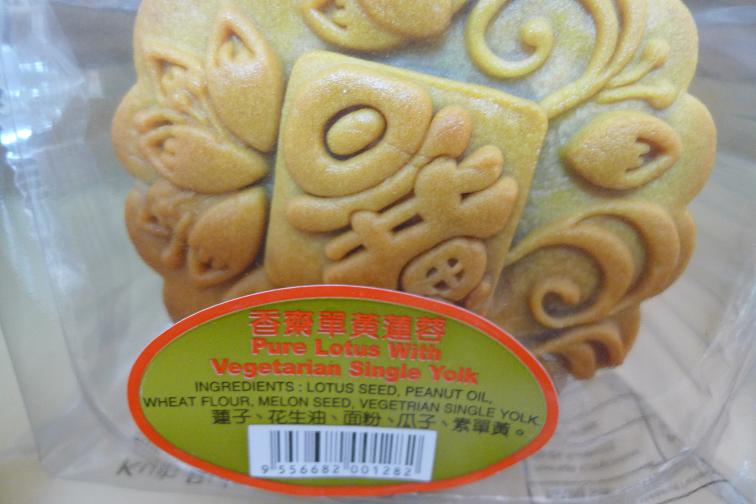 香齋單黃蓮蓉
Pure Lotus With
Vegetarian Single Yolk
INGREDIENTS : LOTUS SEED, PEANUT OIL,
WHEAT FLOUR, MELON SEED, VEGETRIAN SINGLE YOLK.
蓮子、花生油、面粉、瓜子、素單黃。
9 556682 001282